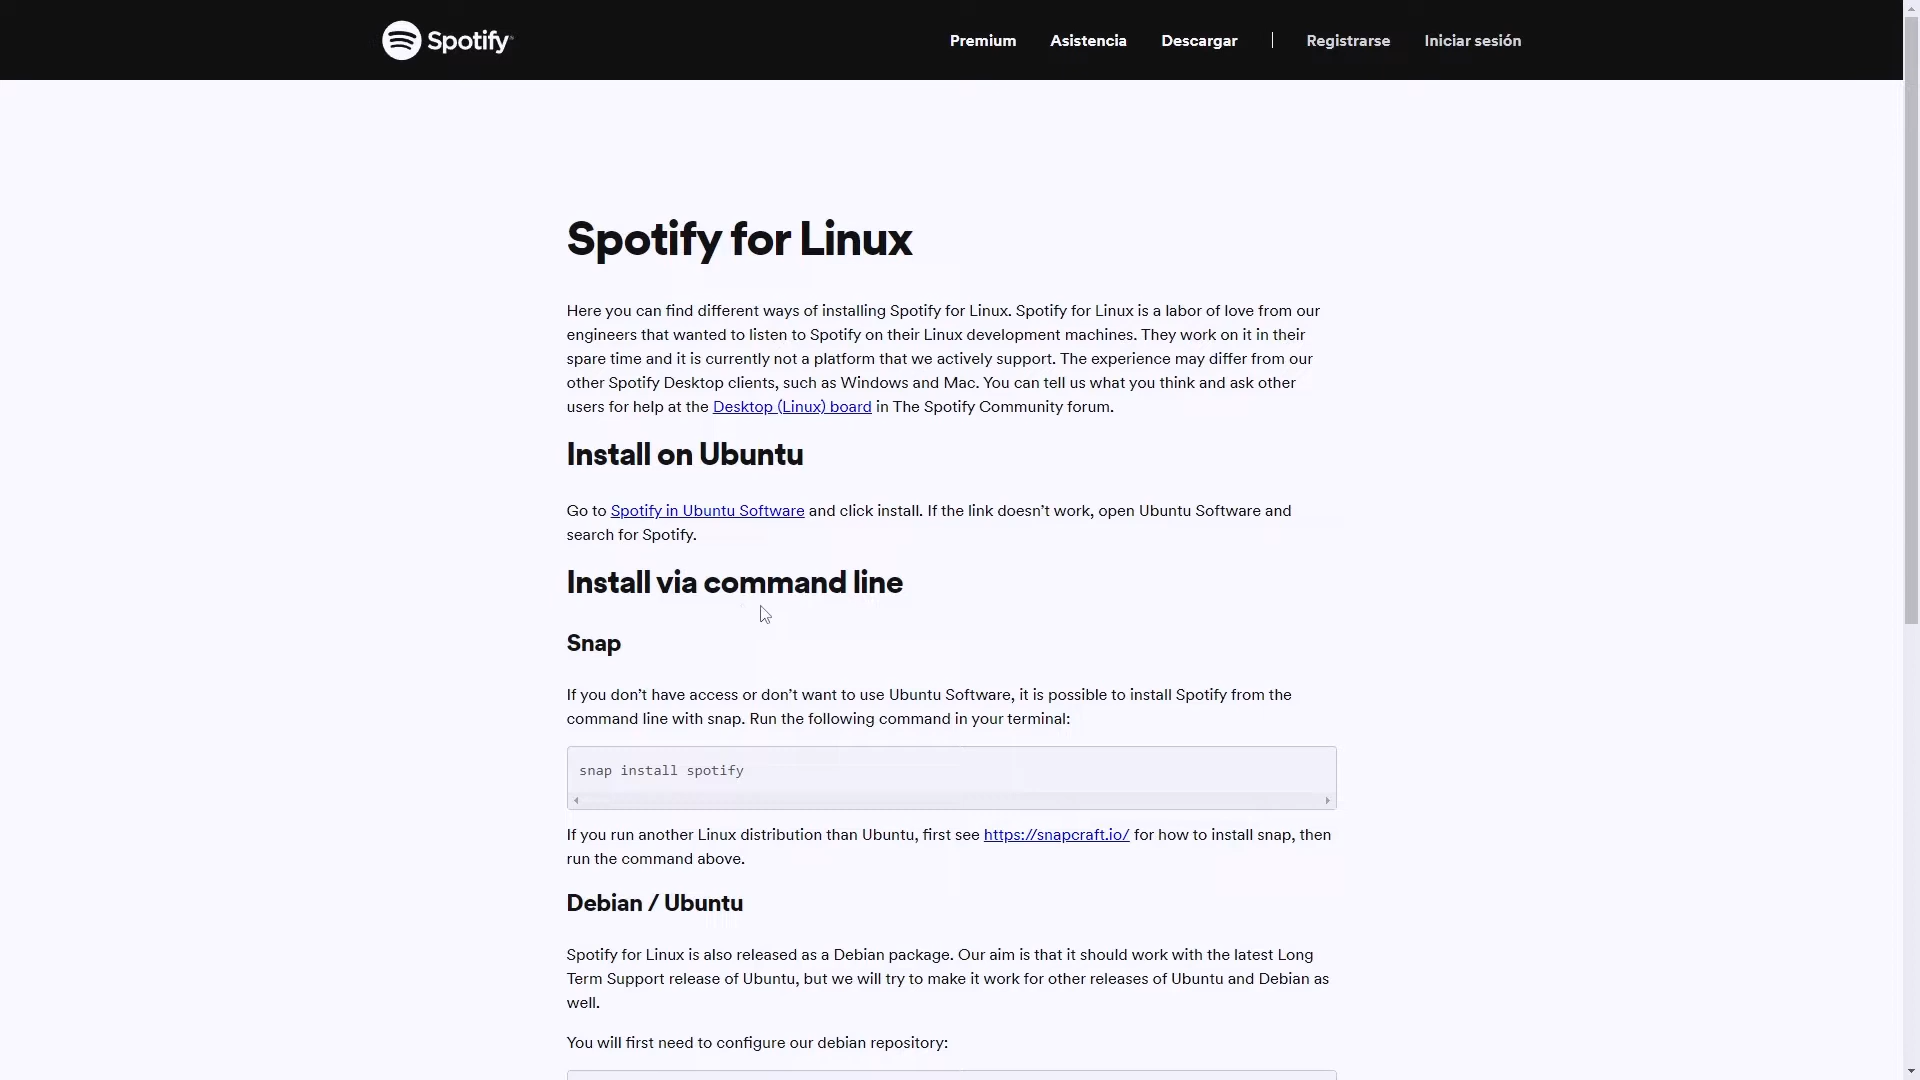 Spotify
Premium
Asistencia
Descargar
Registrarse
Iniciar sesión
Spotify for Linux
Here you can find different ways of installing Spotify for Linux. Spotify for Linux is a labor of love from our
engineers that wanted to listen to Spotify on their Linux development machines. They work on it in their
spare time and it is currently not a platform that we actively support. The experience may differ from our
other Spotify Desktop clients, such as Windows and Mac. You can tell us what you think and ask other
users for help at the Desktop (Linux) board in The Spotify Community forum.
Install on Ubuntu
Go to Spotify in Ubuntu Software and click install. If the link doesn’t work, open Ubuntu Software and
search for Spotify.
Install via command line
Snap
If you don’t have access or don’t want to use Ubuntu Software, it is possible to install Spotify from the
command line with snap. Run the following command in your terminal:
snap install spotify
If you run another Linux distribution than Ubuntu, first see https://snapcraft.io/ for how to install snap, then
run the command above.
Debian / Ubuntu
Spotify for Linux is also released as a Debian package. Our aim is that it should work with the latest Long
Term Support release of Ubuntu, but we will try to make it work for other releases of Ubuntu and Debian as
well.
You will first need to configure our debian repository: